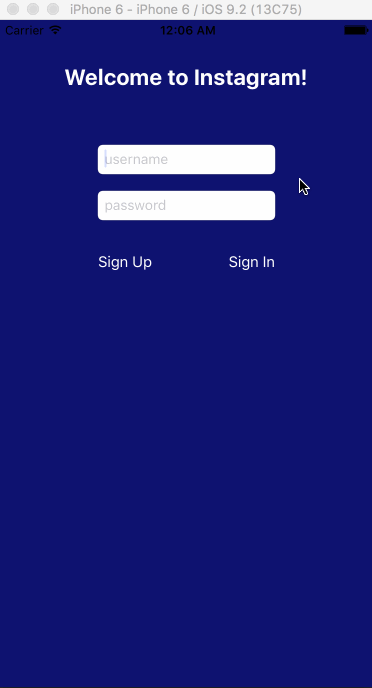 iPhone 6 - iPhone 6 / iOS 9.2 (13C75)
Carrier 12:06 AM
Welcome to Instagram!
username
password
Sign Up Sign In